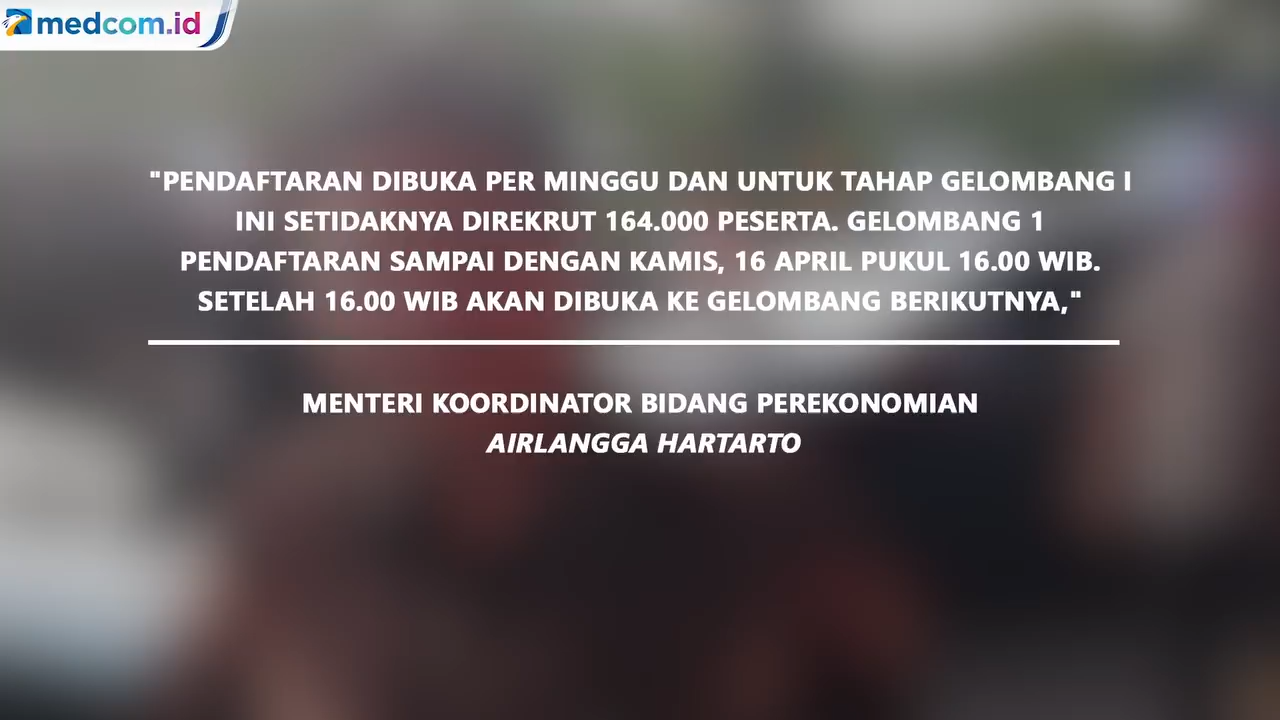 medcom.id
"PENDAFTARAN DIBUKA PER MINGGU DAN UNTUK TAHAP GELOMBANG I
INI SETIDAKNYA DIREKRUT 164.000 PESERTA. GELOMBANG 1
PENDAFTARAN SAMPAI DENGAN KAMIS, 16 APRIL PUKUL 16.00 WIB.
SETELAH 16.00 WIB AKAN DIBUKA KE GELOMBANG BERIKUTNYA,"
MENTERI KOORDINATOR BIDANG PEREKONOMIAN
AIRLANGGA HARTARTO